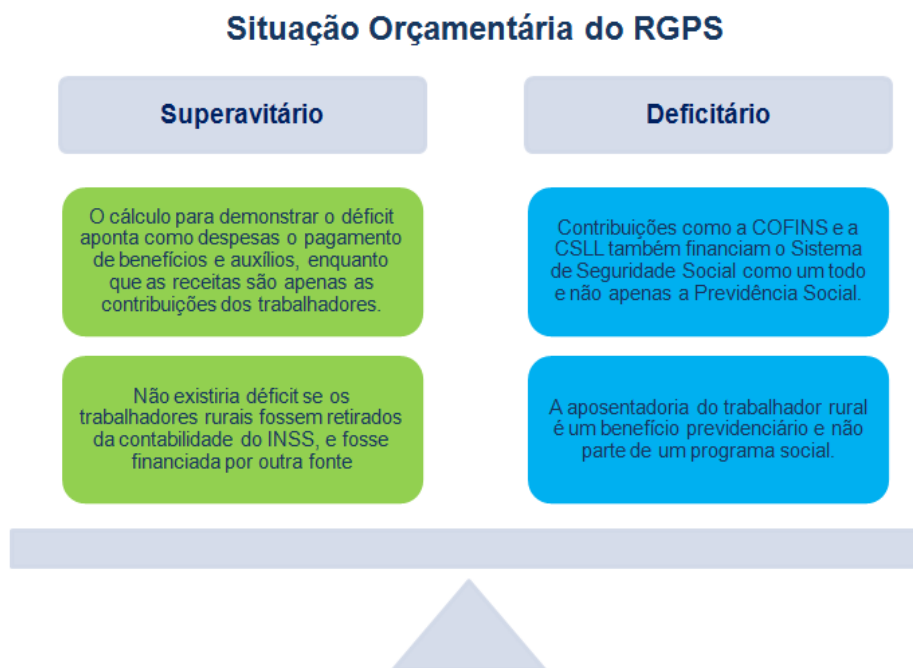 Situação Orçamentária do RGPS
Superavitário
Deficitário
O cálculo para demonstrar o déficit
aponta como despesas o pagamento
de benefícios e auxílios, enquanto
que as receitas são apenas as
contribuições dos trabalhadores.
Contribuições como a COFINS e a
CSLL também financiam o Sistema
de Seguridade Social como um todo
e não apenas a Previdência Social.
Não existiria déficit se os
trabalhadores rurais fossem retirados
da contabilidade do INSS, e fosse
financiada por outra fonte
A aposentadoria do trabalhador rural
é um benefício previdenciário e não
parte de um programa social.